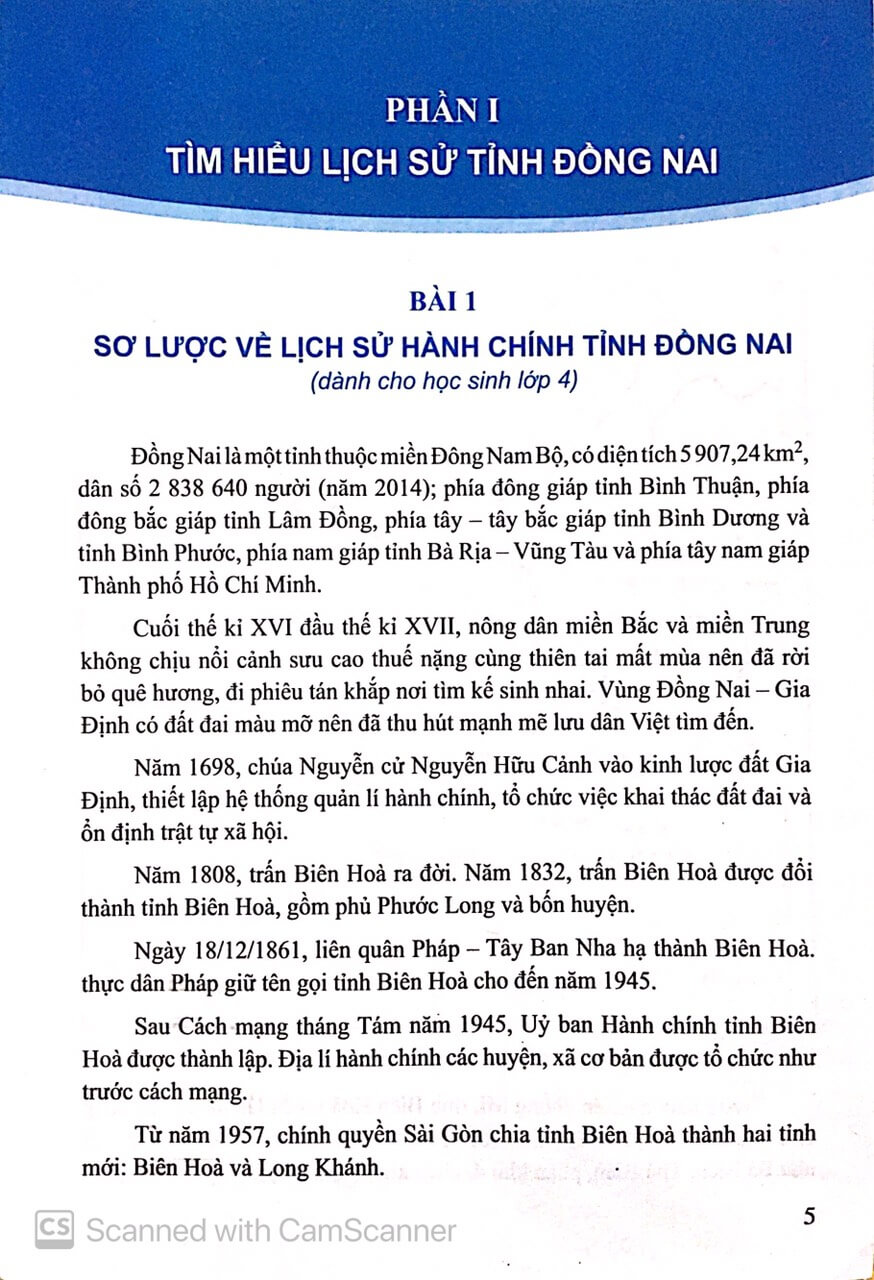 PHẦN I
TÌM HIỂU LỊCH SỬ TỈNH ĐỒNG NAI
BÀI 1
SƠ LƯỢC VỀ LỊCH SỬ HÀNH CHÍNH TỈNH ĐỒNG NAI
(dành cho học sinh lớp 4)
Đồng Nai là một tỉnh thuộc miền Đông Nam Bộ, có diện tích 5 907,24 km²,
dân số 2 838 640 người (năm 2014); phía đông giáp tỉnh Bình Thuận, phía
đông bắc giáp tỉnh Lâm Đồng, phía tây – tây bắc giáp tỉnh Bình Dương và
tỉnh Bình Phước, phía nam giáp tỉnh Bà Rịa – Vũng Tàu và phía tây nam giáp
Thành phố Hồ Chí Minh.
Cuối thế kỉ XVI đầu thế kỉ XVII, nông dân miền Bắc và miền Trung
không chịu nổi cảnh sưu cao thuế nặng cùng thiên tai mất mùa nên đã rời
bỏ quê hương, đi phiêu tán khắp nơi tìm kế sinh nhai. Vùng Đồng Nai – Gia
Định có đất đai màu mỡ nên đã thu hút mạnh mẽ lưu dân Việt tìm đến.
Năm 1698, chúa Nguyễn cử Nguyễn Hữu Cảnh vào kinh lược đất Gia
Định, thiết lập hệ thống quản lí hành chính, tổ chức việc khai thác đất đai và
ổn định trật tự xã hội.
Năm 1808, trấn Biên Hoà ra đời. Năm 1832, trấn Biên Hoà được đổi
thành tỉnh Biên Hoà, gồm phủ Phước Long và bốn huyện.
Ngày 18/12/1861, liên quân Pháp – Tây Ban Nha hạ thành Biên Hoà.
thực dân Pháp giữ tên gọi tỉnh Biên Hoà cho đến năm 1945.
Sau Cách mạng tháng Tám năm 1945, Uỷ ban Hành chính tỉnh Biên
Hoà được thành lập. Địa lí hành chính các huyện, xã cơ bản được tổ chức như
trước cách mạng.
Từ năm 1957, chính quyền Sài Gòn chia tỉnh Biên Hoà thành hai tỉnh
mới: Biên Hoà và Long Khánh.
5
CS Scanned with CamScanner